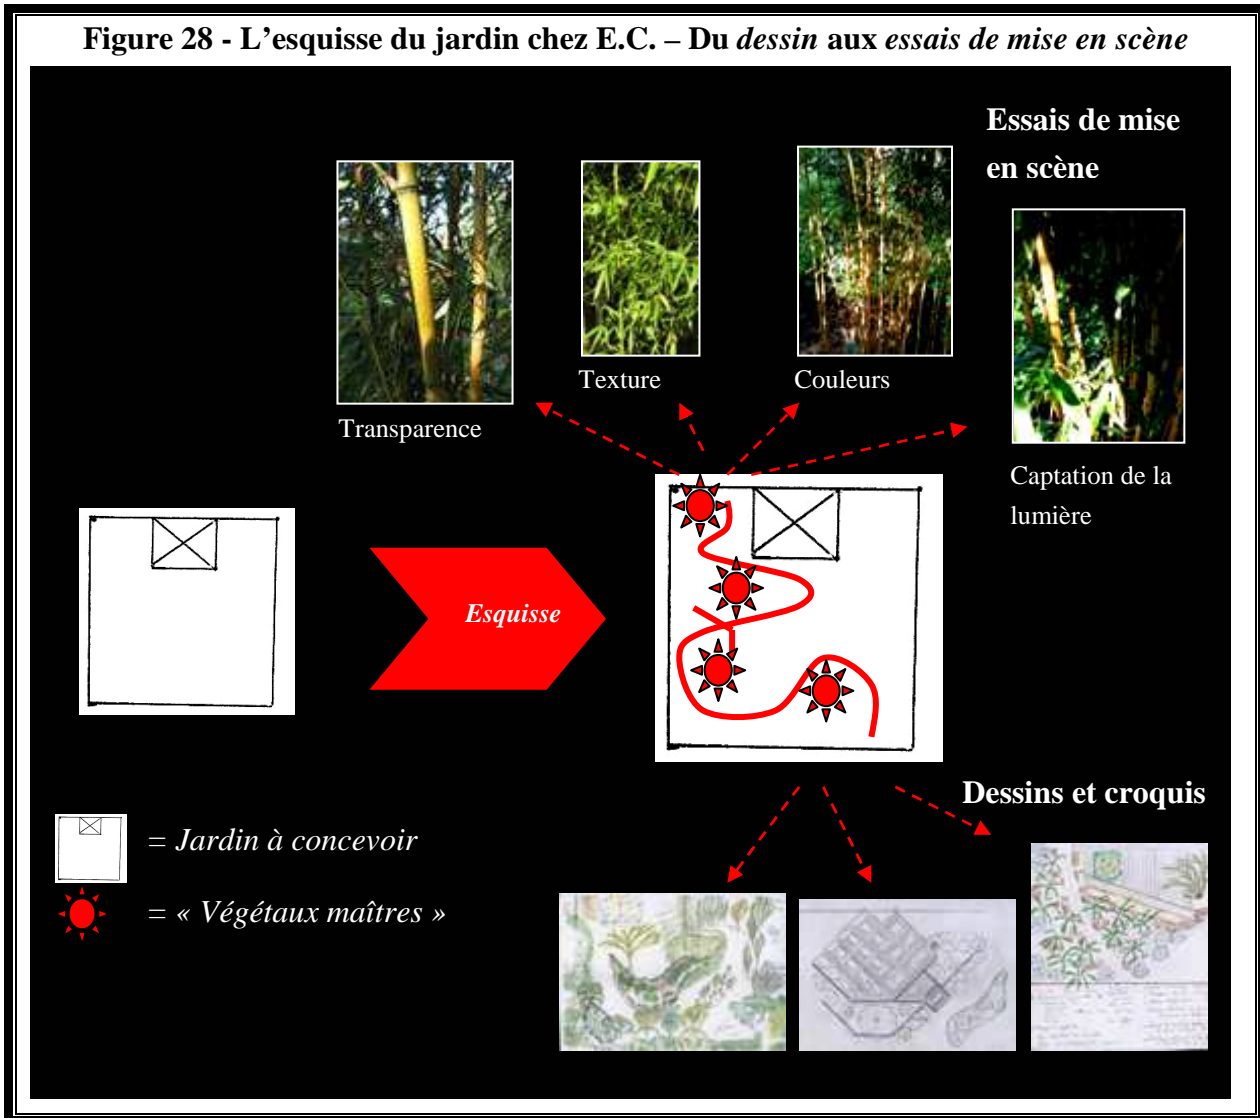 Figure 28 - L’esquisse du jardin chez E.C. – Du dessin aux essais de mise en scène
Essais de mise
en scène
Transparence
Texture
Couleurs
Captation de la
lumière
Esquisse
= Jardin à concevoir
= « Végétaux maîtres »
Dessins et croquis